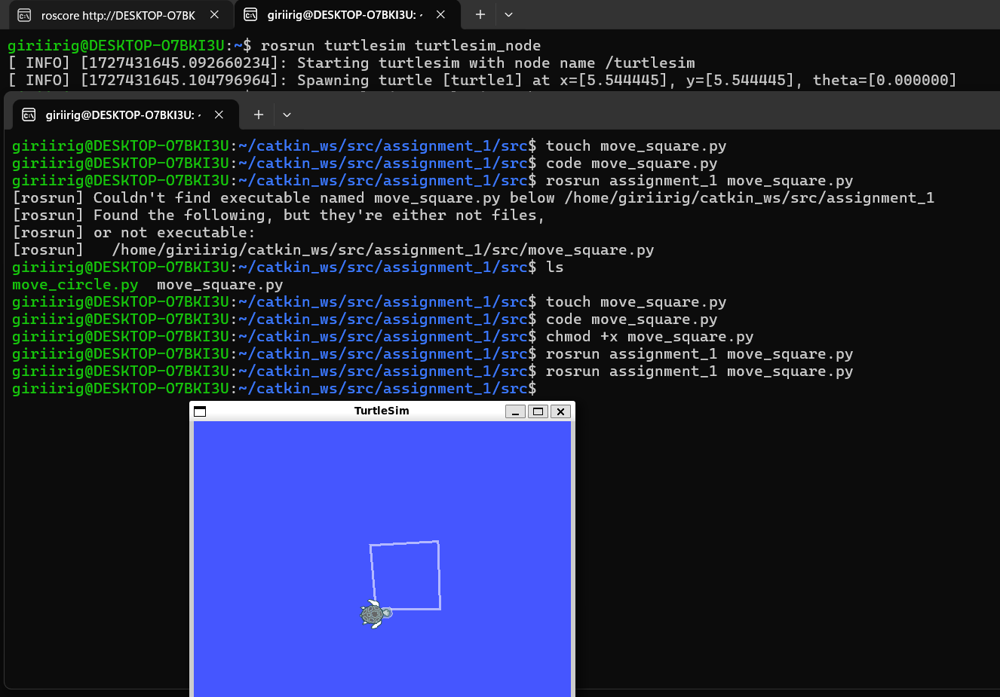 roscore http://DESKTOP-O7BK
giriirig@DESKTOP-O7BKI3U: ~
giriirig@DESKTOP-O7BKI3U:~$ rosrun turtlesim turtlesim_node
[ INFO] [1727431645.092660234]: Starting turtlesim with node name /turtlesim
[ INFO] [1727431645.104796964]: Spawning turtle [turtle1] at x=[5.544445], y=[5.544445], theta=[0.000000]
giriirig@DESKTOP-O7BKI3U: ~
giriirig@DESKTOP-O7BKI3U:~/catkin_ws/src/assignment_1/src$ touch move_square.py
giriirig@DESKTOP-O7BKI3U:~/catkin_ws/src/assignment_1/src$ code move_square.py
giriirig@DESKTOP-O7BKI3U:~/catkin_ws/src/assignment_1/src$ rosrun assignment_1 move_square.py
[rosrun] Couldn't find executable named move_square.py below /home/giriirig/catkin_ws/src/assignment_1
[rosrun] Found the following, but they're either not files,
[rosrun] or not executable:
[rosrun]   /home/giriirig/catkin_ws/src/assignment_1/src/move_square.py
giriirig@DESKTOP-O7BKI3U:~/catkin_ws/src/assignment_1/src$ ls
move_circle.py  move_square.py
giriirig@DESKTOP-O7BKI3U:~/catkin_ws/src/assignment_1/src$ touch move_square.py
giriirig@DESKTOP-O7BKI3U:~/catkin_ws/src/assignment_1/src$ code move_square.py
giriirig@DESKTOP-O7BKI3U:~/catkin_ws/src/assignment_1/src$ chmod +x move_square.py
giriirig@DESKTOP-O7BKI3U:~/catkin_ws/src/assignment_1/src$ rosrun assignment_1 move_square.py
giriirig@DESKTOP-O7BKI3U:~/catkin_ws/src/assignment_1/src$ rosrun assignment_1 move_square.py
giriirig@DESKTOP-O7BKI3U:~/catkin_ws/src/assignment_1/src$
TurtleSim